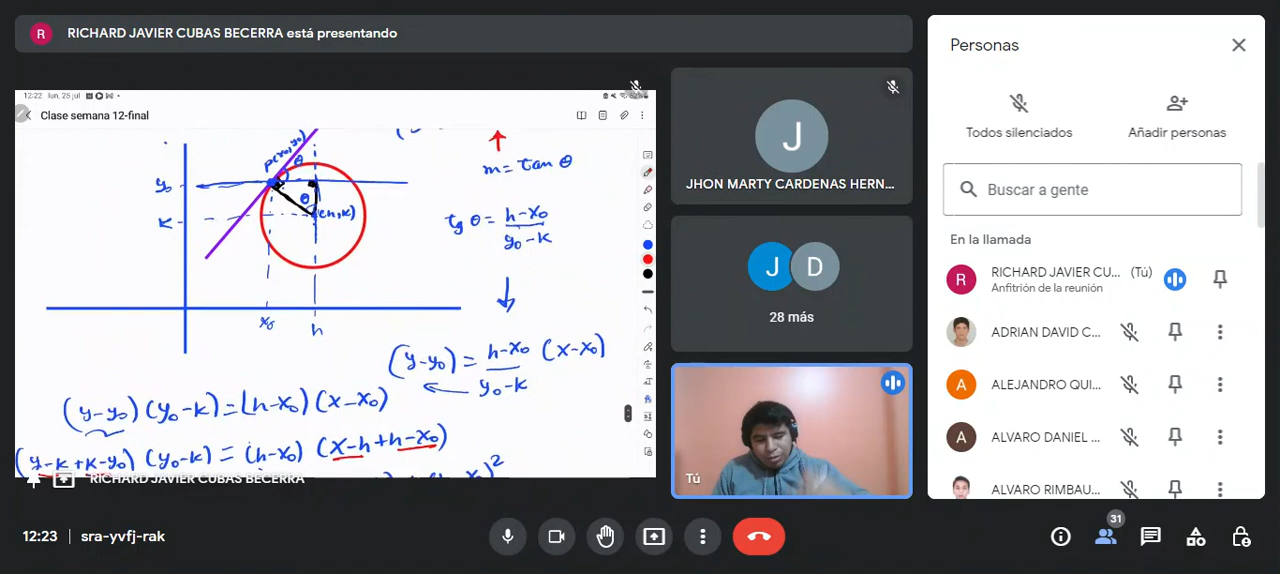 RICHARD JAVIER CUBAS BECERRA está presentando
R
12:22 lun, 25 jul
Clase semana 12-final
P(x0,y0)
θ
m = Tan θ
y0
θ
(h,k)
K
tg θ = h-x0 / y0-k
x0
h
(y-y0) = h-x0 / y0-k (x-x0)
(y-y0)(y0-k) = (h-x0)(x-x0)
(y-k+k-y0)(y0-k) = (h-x0)(x-h+h-x0)
RICHARD JAVIER CUBAS BECERRA
J
JHON MARTY CARDENAS HERN...
J
D
28 más
Tú
Personas
Todos silenciados
Añadir personas
Buscar a gente
En la llamada
R
RICHARD JAVIER CU... (Tú)
Anfitrión de la reunión
ADRIAN DAVID C...
A
ALEJANDRO QUI...
A
ALVARO DANIEL ...
ALVARO RIMBAU...
12:23 | sra-yvfj-rak
31